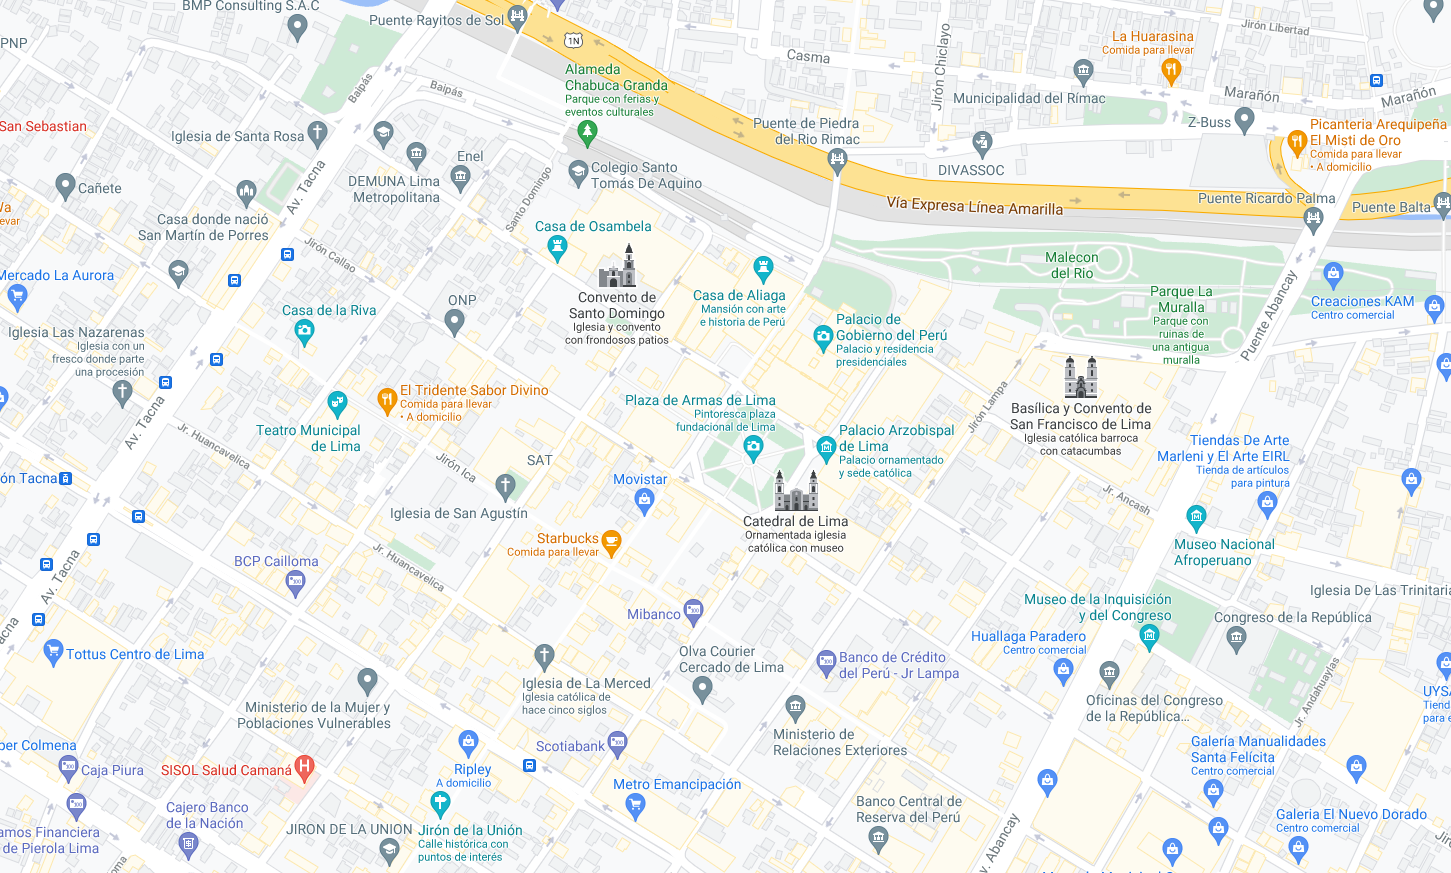 BMP Consulting S.A.C
Puente Rayitos de Sol
1N
PNP
Casma
Jirón Chiclayo
La Huarasina
Comida para llevar
Jirón Libertad
Municipalidad del Rímac
Marañón
Marañón
Baipás
Baipás
Alameda
Chabuca Granda
Parque con ferias y
eventos culturales
San Sebastian
Iglesia de Santa Rosa
Puente de Piedra
del Rio Rimac
Z-Buss
Picanteria Arequipeña
El Misti de Oro
Comida para llevar
• A domicilio
DIVASSOC
Enel
DEMUNA Lima
Metropolitana
Colegio Santo
Tomás De Aquino
Cañete
Av. Tacna
Santo Domingo
Vía Expresa Línea Amarilla
Puente Ricardo Palma
Puente Balta
evar
Casa donde nació
San Martín de Porres
Casa de Osambela
Jirón Callao
Malecon
del Rio
Mercado La Aurora
Convento de
Santo Domingo
Iglesia y convento
con frondosos patios
Casa de Aliaga
Mansión con arte
e historia de Perú
Parque La
Muralla
Parque con
ruinas de
una antigua
muralla
Puente Abancay
Creaciones KAM
Centro comercial
Casa de la Riva
ONP
Palacio de
Gobierno del Perú
Palacio y residencia
presidenciales
Iglesia Las Nazarenas
Iglesia con un
fresco donde parte
una procesión
El Tridente Sabor Divino
Comida para llevar
• A domicilio
Plaza de Armas de Lima
Pintoresca plaza
fundacional de Lima
Jirón Lampa
Basílica y Convento de
San Francisco de Lima
Iglesia católica barroca
con catacumbas
Av. Tacna
Jr. Huancavelica
Teatro Municipal
de Lima
Palacio Arzobispal
de Lima
Palacio ornamentado
y sede católica
Tiendas De Arte
Marleni y El Arte EIRL
Tienda de artículos
para pintura
Jirón Ica
SAT
Movistar
ón Tacna
Jr. Ancash
Iglesia de San Agustín
Catedral de Lima
Ornamentada iglesia
católica con museo
Starbucks
Comida para llevar
Museo Nacional
Afroperuano
BCP Cailloma
Jr. Huancavelica
Av. Tacna
Museo de la Inquisición
y del Congreso
Iglesia De Las Trinitaria
Congreso de la República
Mibanco
Huallaga Paradero
Centro comercial
acna
Tottus Centro de Lima
Olva Courier
Cercado de Lima
Banco de Crédito
del Perú - Jr Lampa
Iglesia de La Merced
Iglesia católica de
hace cinco siglos
Jr. Andahuaylas
Oficinas del Congreso
de la República...
UYSA
Tiend
para e
Ministerio de la Mujer y
Poblaciones Vulnerables
Ministerio de
Relaciones Exteriores
per Colmena
Scotiabank
Galería Manualidades
Santa Felícita
Centro comercial
Caja Piura
SISOL Salud Camaná
Ripley
A domicilio
Metro Emancipación
Cajero Banco
de la Nación
Banco Central de
Reserva del Perú
Galeria El Nuevo Dorado
Centro comercial
amos Financiera
de Pierola Lima
JIRON DE LA UNION
Jirón de la Unión
Calle histórica con
puntos de interés
Av. Abancay